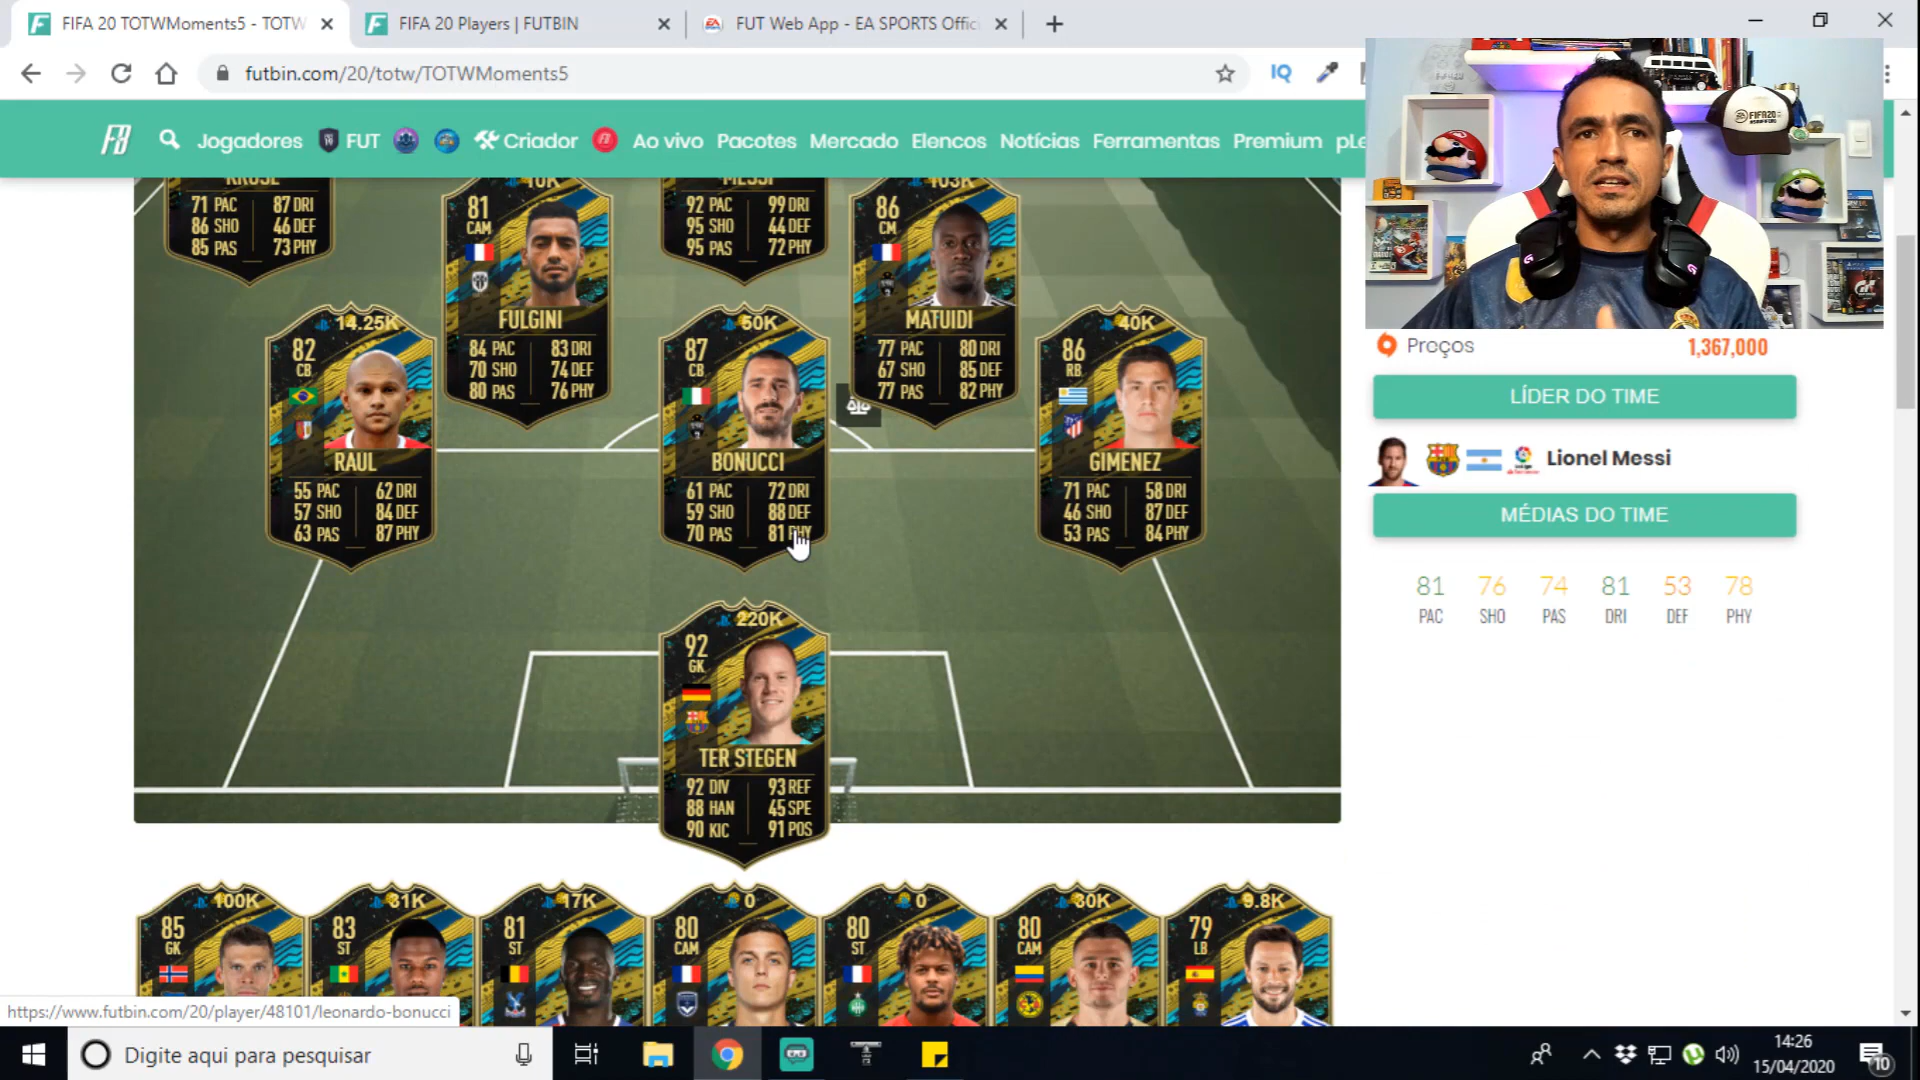 FIFA 20 TOTWMoments5 - TOTW
FIFA 20 Players | FUTBIN
FUT Web App - EA SPORTS Offic
futbin.com/20/totw/TOTWMoments5
IQ
Jogadores
FUT
Criador
Ao vivo
Pacotes
Mercado
Elencos
Notícias
Ferramentas
Premium
pLe
KRUSE
71 PAC 87 DRI
86 SHO 46 DEF
85 PAS 73 PHY
10K
81
CAM
FULGINI
84 PAC 83 DRI
70 SHO 74 DEF
80 PAS 76 PHY
MESSI
92 PAC 99 DRI
95 SHO 44 DEF
95 PAS 72 PHY
103K
86
CM
MATUIDI
77 PAC 80 DRI
67 SHO 85 DEF
77 PAS 82 PHY
14.25K
82
CB
RAUL
55 PAC 62 DRI
57 SHO 84 DEF
63 PAS 87 PHY
50K
87
CB
BONUCCI
61 PAC 72 DRI
59 SHO 88 DEF
70 PAS 81 PHY
40K
86
RB
GIMENEZ
71 PAC 58 DRI
46 SHO 87 DEF
53 PAS 84 PHY
220K
92
GK
TER STEGEN
92 DIV 93 REF
88 HAN 45 SPE
90 KIC 91 POS
FIFA20
Preços 1,367,000
LÍDER DO TIME
Lionel Messi
MÉDIAS DO TIME
81 76 74 81 53 78
PAC SHO PAS DRI DEF PHY
100K
85
GK
31K
83
ST
17K
81
ST
0
80
CAM
0
80
ST
30K
80
CAM
9.8K
79
LB
https://www.futbin.com/20/player/48101/leonardo-bonucci
Digite aqui para pesquisar
14:26
15/04/2020
10